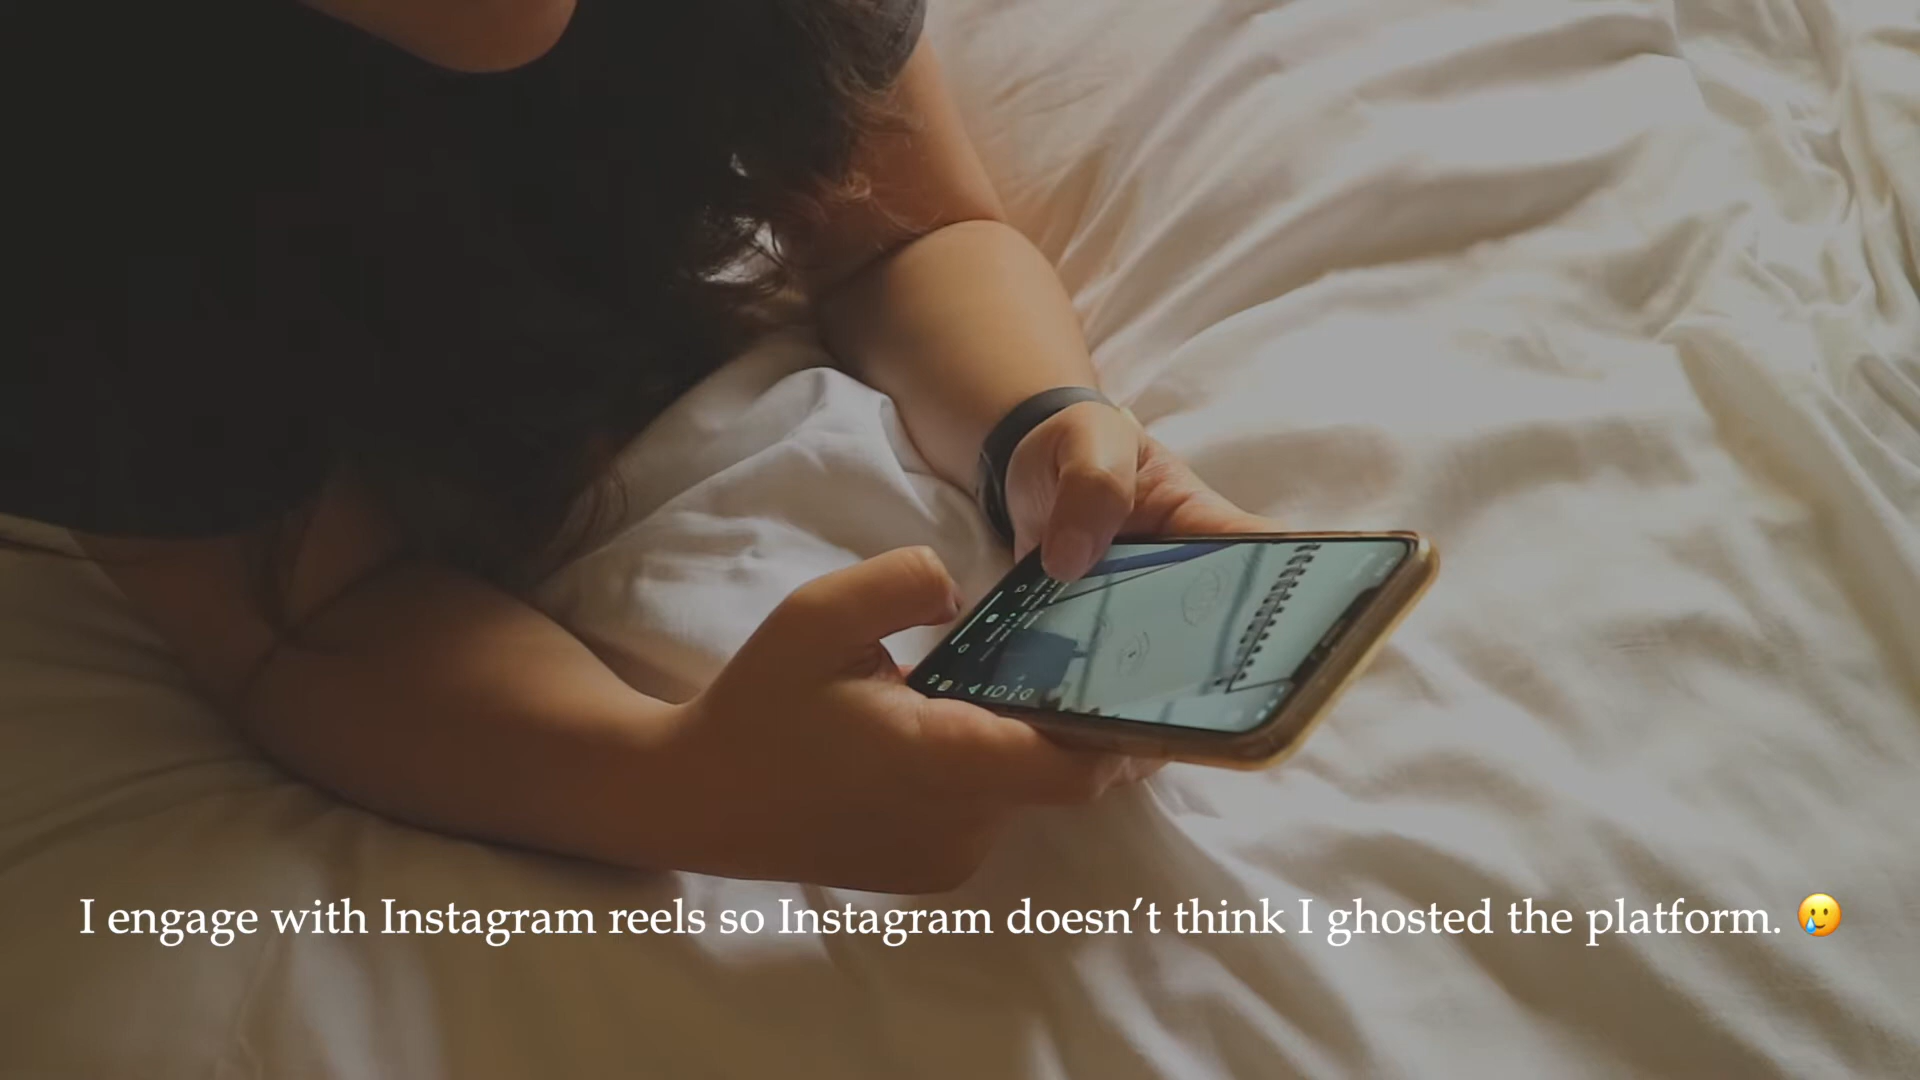 I engage with Instagram reels so Instagram doesn’t think I ghosted the platform. 🥲